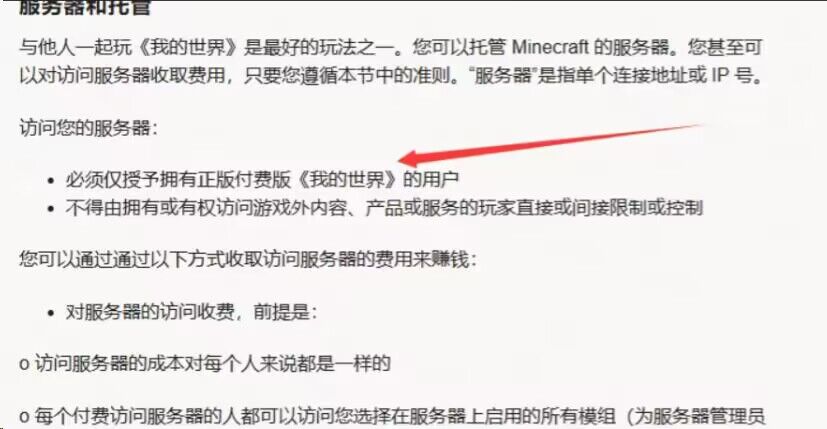 服务器和托管
与他人一起玩《我的世界》是最好的玩法之一。您可以托管 Minecraft 的服务器。您甚至可
以对访问服务器收取费用，只要您遵循本节中的准则。“服务器”是指单个连接地址或 IP 号。
访问您的服务器：
• 必须仅授予拥有正版付费版《我的世界》的用户
• 不得由拥有或有权访问游戏外内容、产品或服务的玩家直接或间接限制或控制
您可以通过通过以下方式收取访问服务器的费用来赚钱：
• 对服务器的访问收费，前提是：
o 访问服务器的成本对每个人来说都是一样的
o 每个付费访问服务器的人都可以访问您选择在服务器上启用的所有模组（为服务器管理员